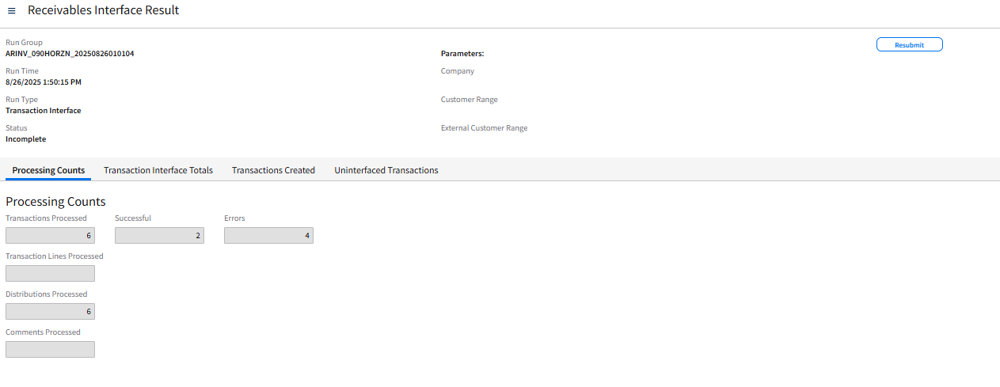 Receivables Interface Result
Run Group
ARINV_090HORZN_20250826010104
Run Time
8/26/2025 1:50:15 PM
Run Type
Transaction Interface
Status
Incomplete
Parameters:
Company
Customer Range
External Customer Range
Resubmit
Processing Counts Transaction Interface Totals Transactions Created Uninterfaced Transactions
Processing Counts
Transactions Processed Successful Errors
6 2 4
Transaction Lines Processed
Distributions Processed
6
Comments Processed